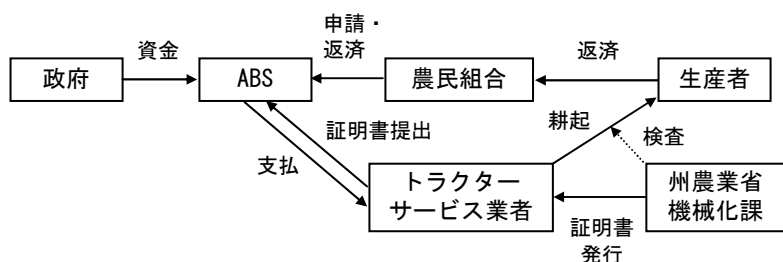 申請・
返済
資金
返済
政府
ABS
農民組合
生産者
証明書提出
耕起
検査
支払
トラクター
サービス業者
州農業省
機械化課
証明書
発行